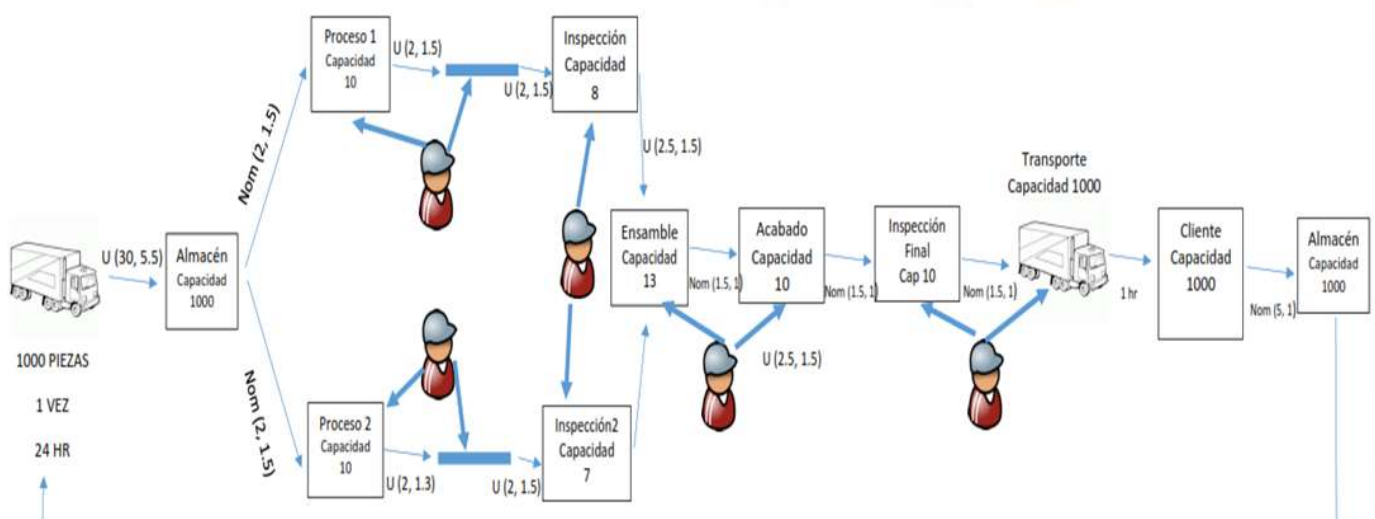 1000 PIEZAS
1 VEZ
24 HR
U (30, 5.5)
Almacén
Capacidad
1000
Nom (2, 1.5)
Nom (2, 1.5)
Proceso 1
Capacidad
10
U (2, 1.5)
U (2, 1.5)
Inspección
Capacidad
8
U (2.5, 1.5)
Proceso 2
Capacidad
10
U (2, 1.3)
U (2, 1.5)
Inspección2
Capacidad
7
Ensamble
Capacidad
13
Nom (1.5, 1)
Acabado
Capacidad
10
U (2.5, 1.5)
Nom (1.5, 1)
Inspección
Final
Cap 10
Nom (1.5, 1)
Transporte
Capacidad 1000
1 hr
Cliente
Capacidad
1000
Nom (5, 1)
Almacén
Capacidad
1000